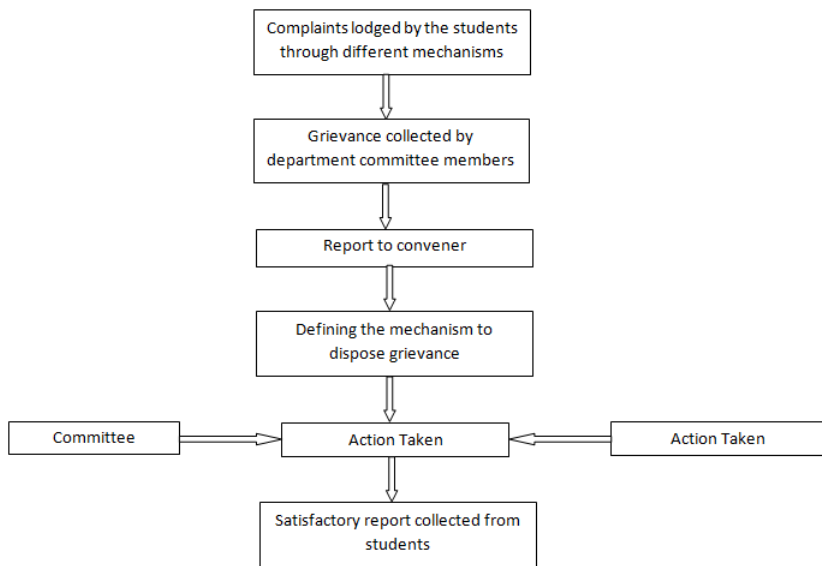 Complaints lodged by the students
through different mechanisms
Grievance collected by
department committee members
Report to convener
Defining the mechanism to
dispose grievance
Committee
Action Taken
Action Taken
Satisfactory report collected from
students